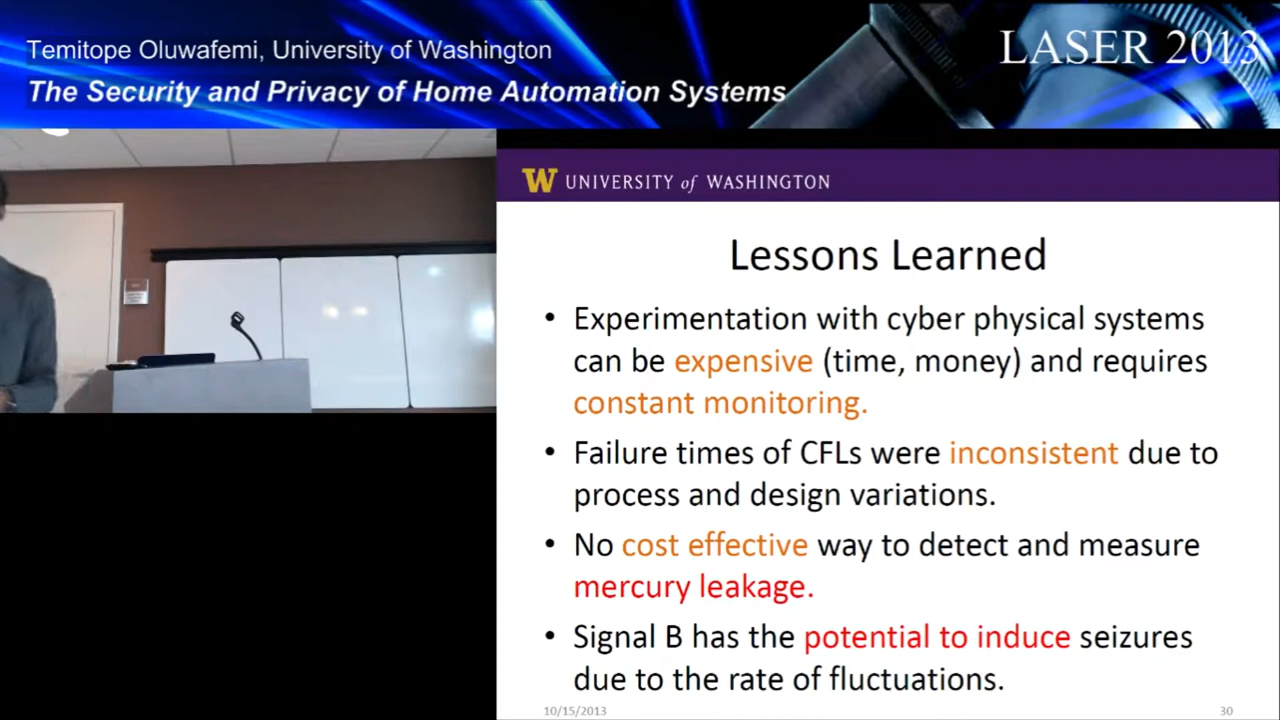 Temitope Oluwafemi, University of Washington
The Security and Privacy of Home Automation Systems
LASER 2013
W UNIVERSITY of WASHINGTON
Lessons Learned
• Experimentation with cyber physical systems
can be expensive (time, money) and requires
constant monitoring.
• Failure times of CFLs were inconsistent due to
process and design variations.
• No cost effective way to detect and measure
mercury leakage.
• Signal B has the potential to induce seizures
due to the rate of fluctuations.
10/15/2013
30